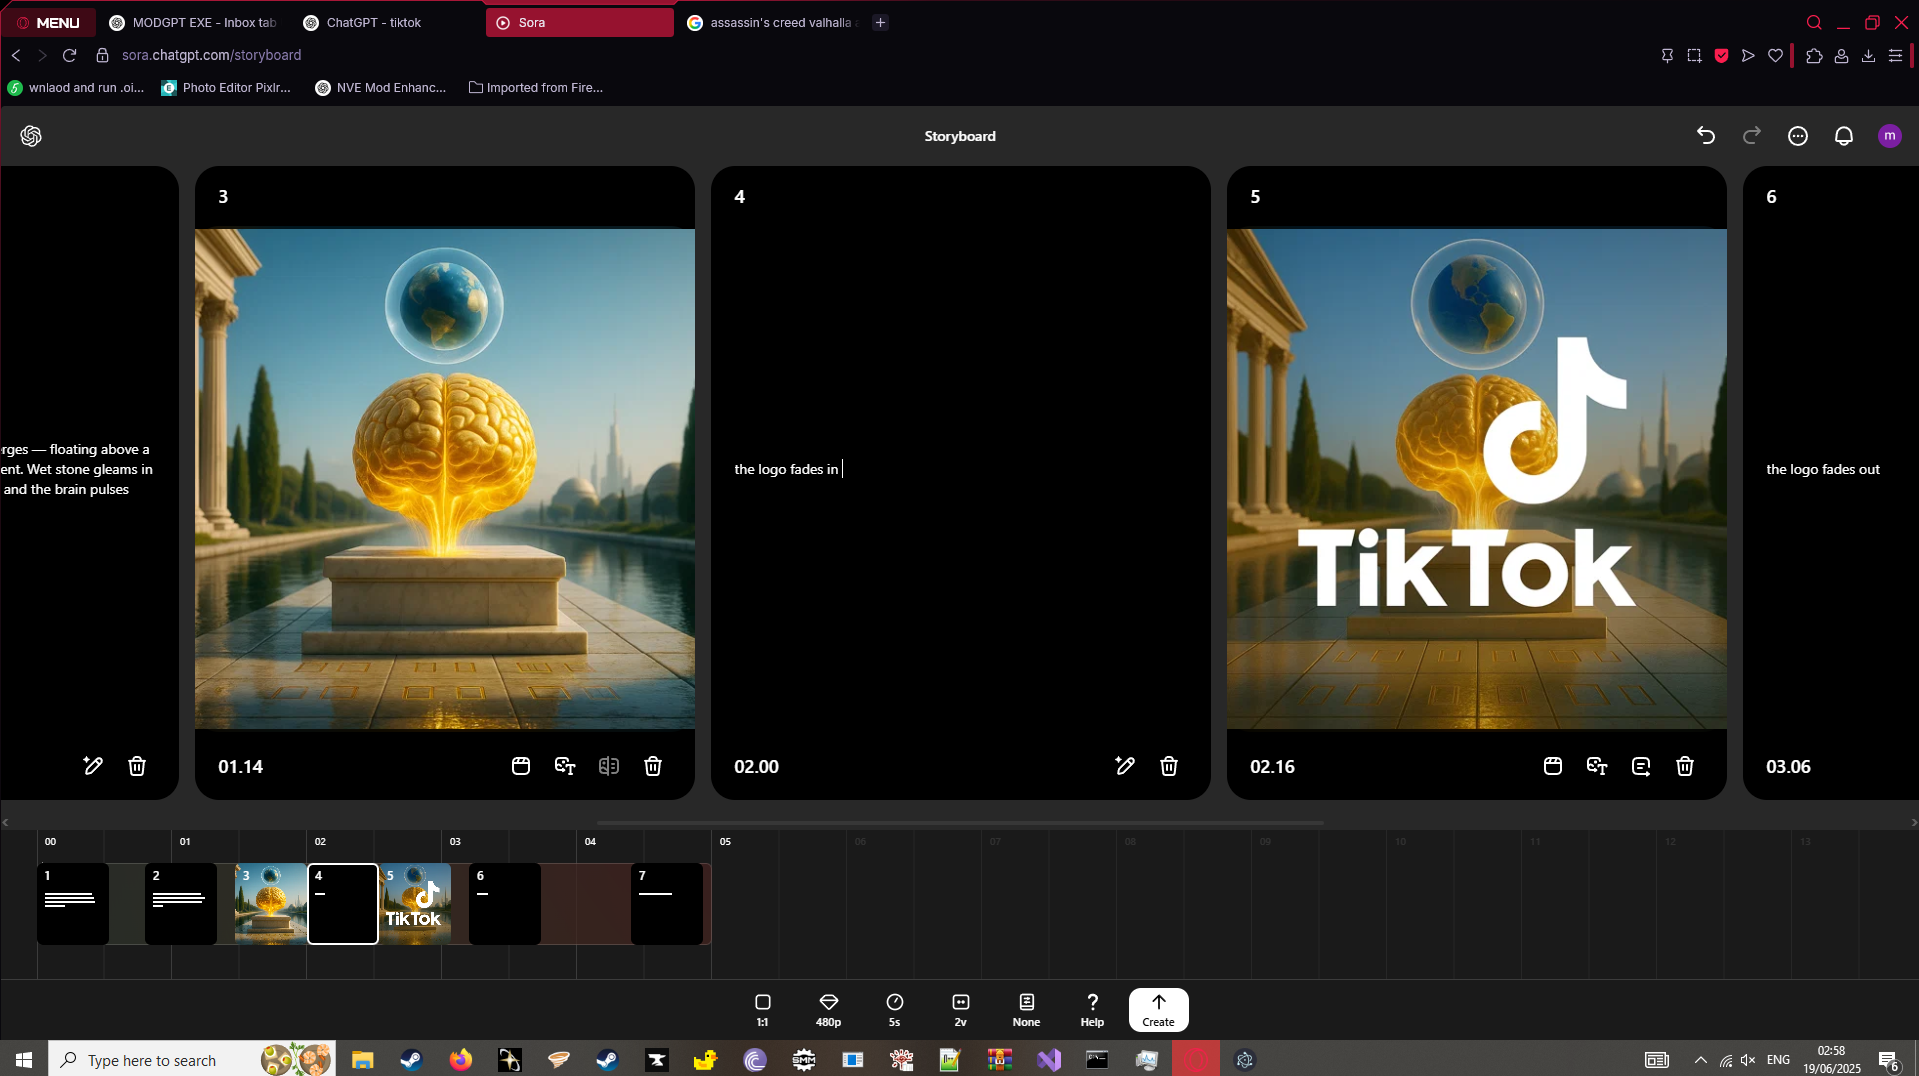 MENU
MODGPT EXE - Inbox tab
ChatGPT - tiktok
Sora
assassin's creed valhalla
sora.chatgpt.com/storyboard
wnlaod and run .oi...
Photo Editor Pixlr...
NVE Mod Enhanc...
Imported from Fire...
Storyboard
m
rges — floating above a
ent. Wet stone gleams in
and the brain pulses
3
01.14
4
the logo fades in
02.00
5
TikTok
02.16
6
the logo fades out
03.06
00 01 02 03 04 05 06 07 08 09 10 11 12 13
1 2 3 4 5 6 7
TikTok
1:1
480p
5s
2v
None
Help
Create
Type here to search
SMM
ENG
02:58
19/06/2025
6